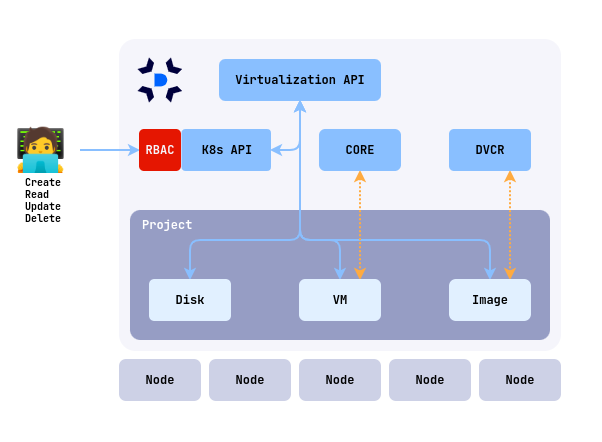 Virtualization API
RBAC
K8s API
CORE
DVCR
Create
Read
Update
Delete
Project
Disk
VM
Image
Node
Node
Node
Node
Node